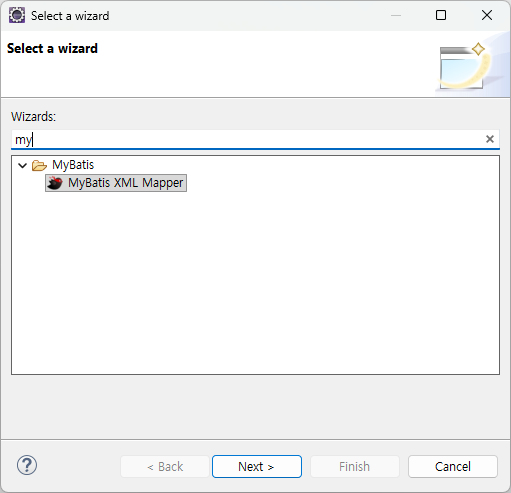 Select a wizard
Select a wizard
Wizards:
my
MyBatis
MyBatis XML Mapper
< Back
Next >
Finish
Cancel